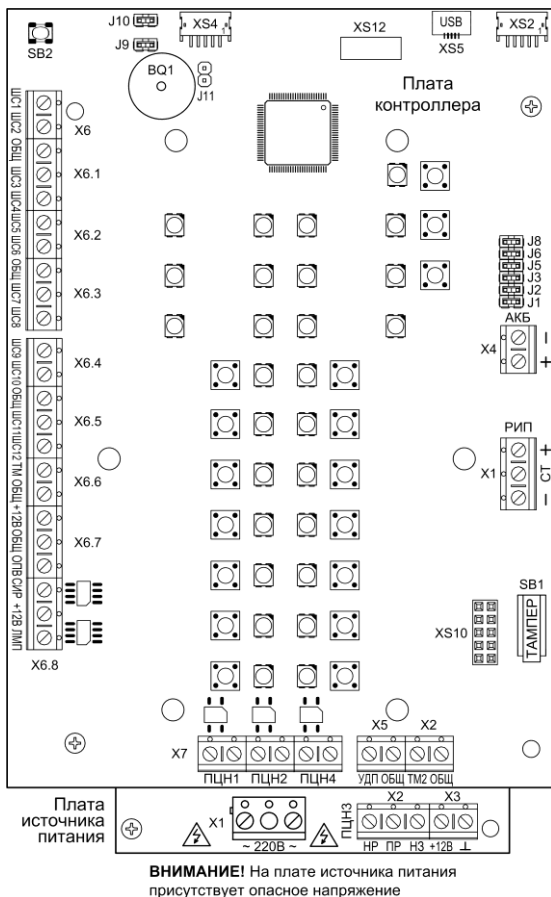 J10
XS4
1
XS12
USB
XS5
XS2
1
SB2
J9
BQ1
J11
Плата
контроллера
ШС1 ШС2 ОБЩ ШС3 ШС4 ШС5 ШС6 ОБЩ ШС7 ШС8
X6
X6.1
X6.2
X6.3
J8
J6
J5
J3
J2
J1
АКБ
X4
−
+
ШС9 ШС10 ОБЩ ШС11 ШС12 ТМ ОБЩ +12В ОБЩ ОПВ СИР +12В ЛМП
X6.4
X6.5
X6.6
X6.7
X6.8
РИП
X1
+
СТ
−
SB1
ТАМПЕР
XS10
X7
ПЦН1 ПЦН2 ПЦН4
X5 X2
УДП ОБЩ ТМ2 ОБЩ
Плата
источника
питания
X1
~ 220В ~
ПЦН3
X2 X3
НР ПР НЗ +12В ⊥
ВНИМАНИЕ! На плате источника питания
присутствует опасное напряжение